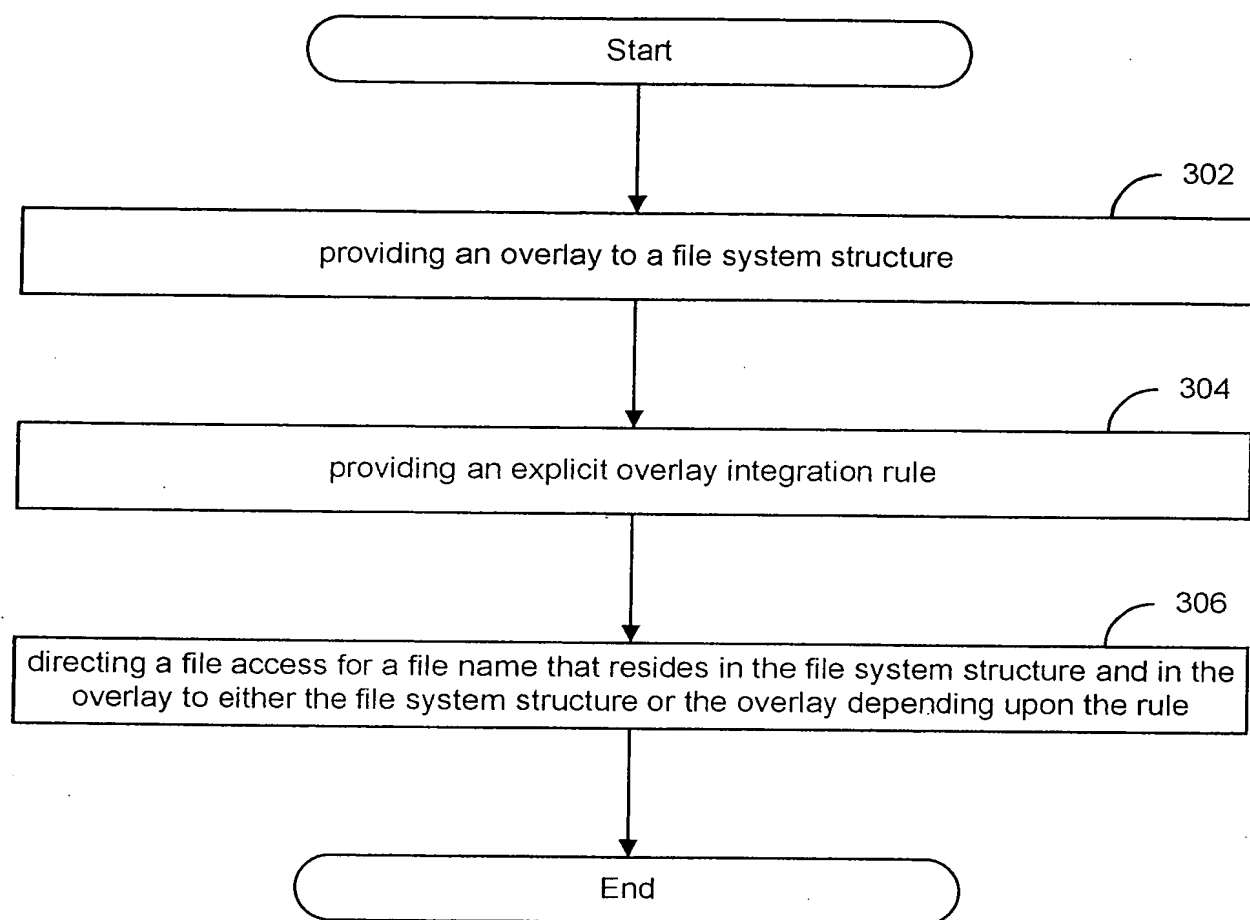 Start
302
providing an overlay to a file system structure
304
providing an explicit overlay integration rule
306
directing a file access for a file name that resides in the file system structure and in the
overlay to either the file system structure or the overlay depending upon the rule
End